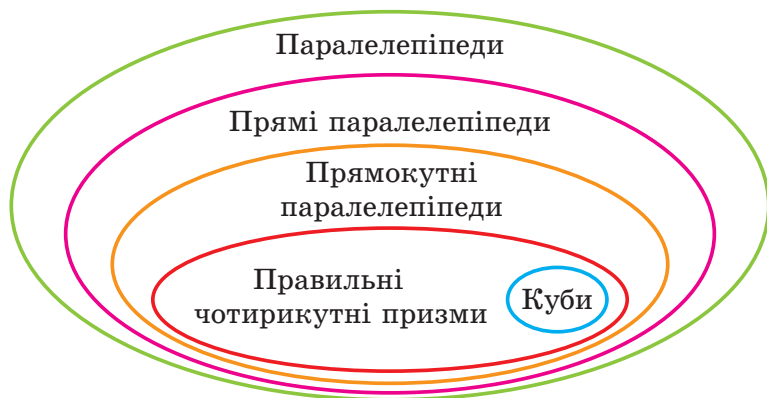 Паралелепіпеди
Прямі паралелепіпеди
Прямокутні
паралелепіпеди
Правильні
чотирикутні призми
Куби